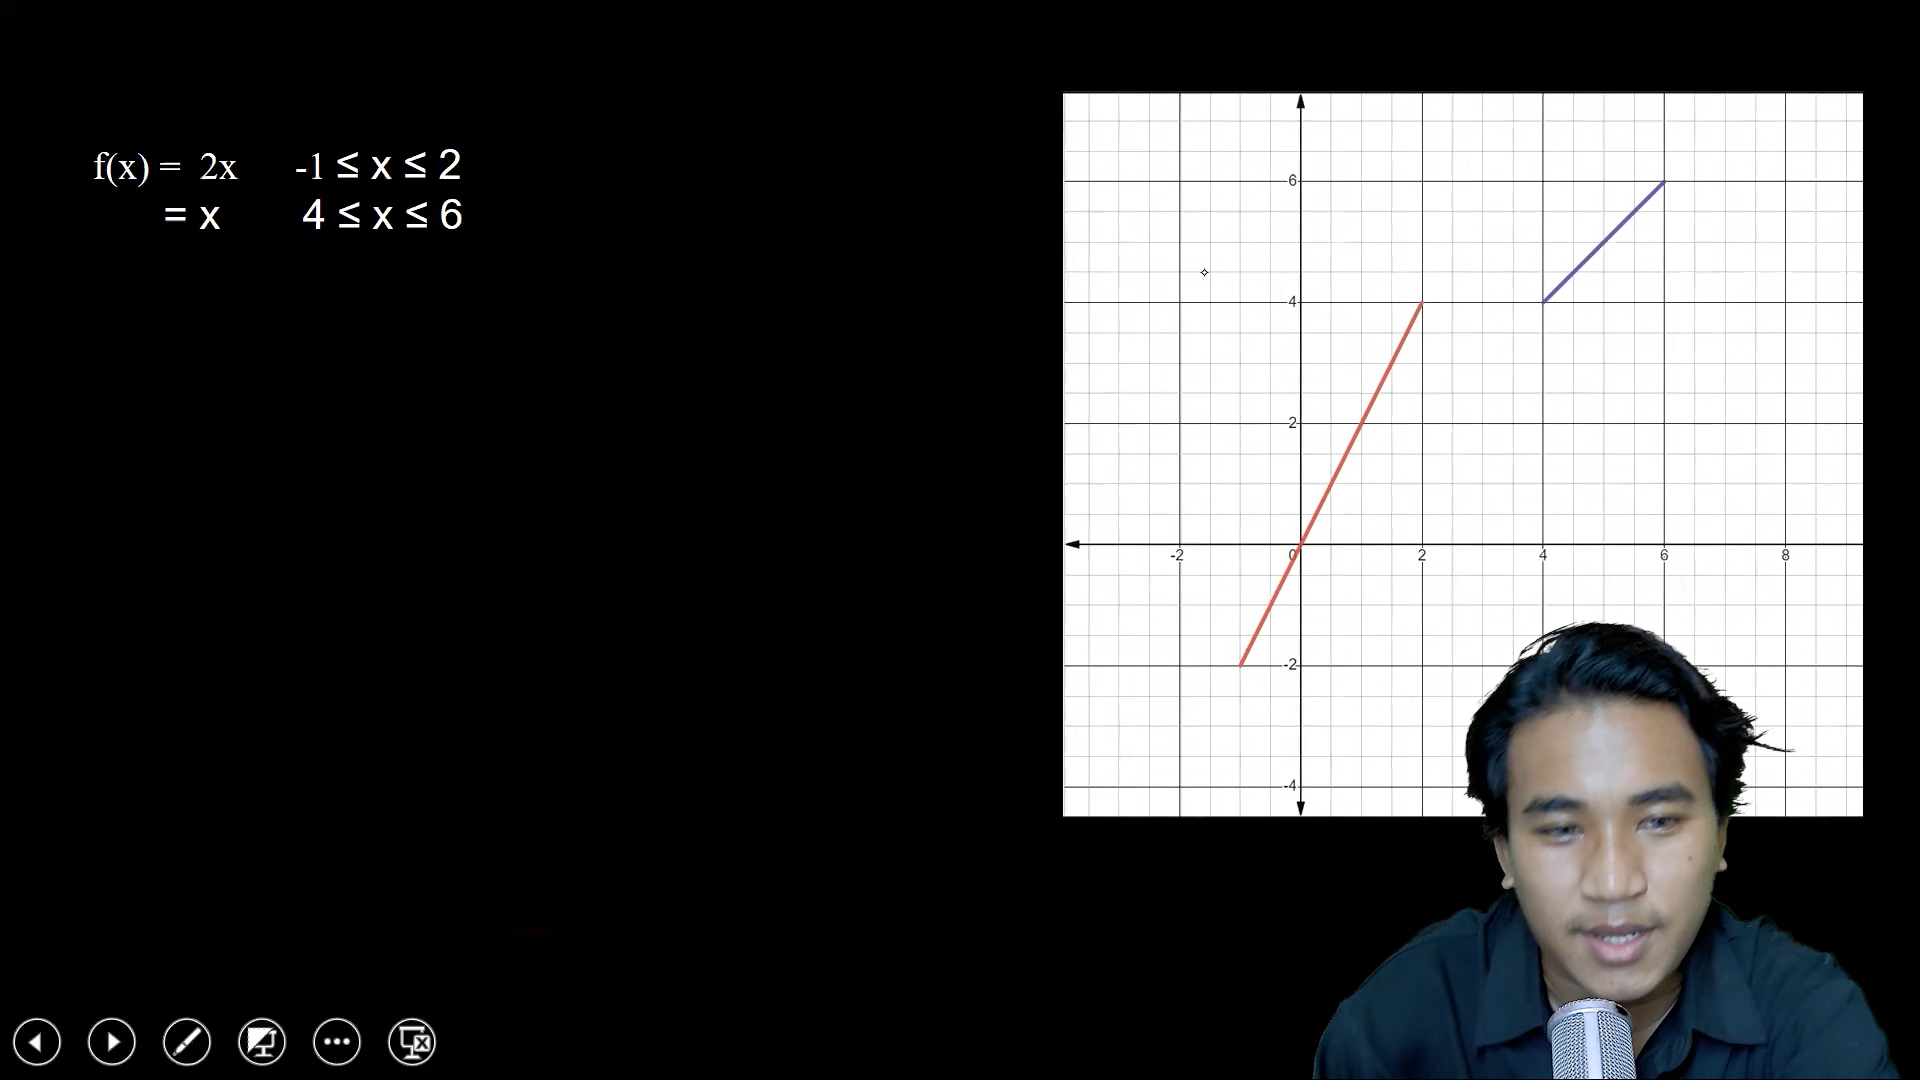 f(x) = 2x -1 ≤ x ≤ 2
= x 4 ≤ x ≤ 6
6
4
2
-2 0 2 4 6 8
-2
-4